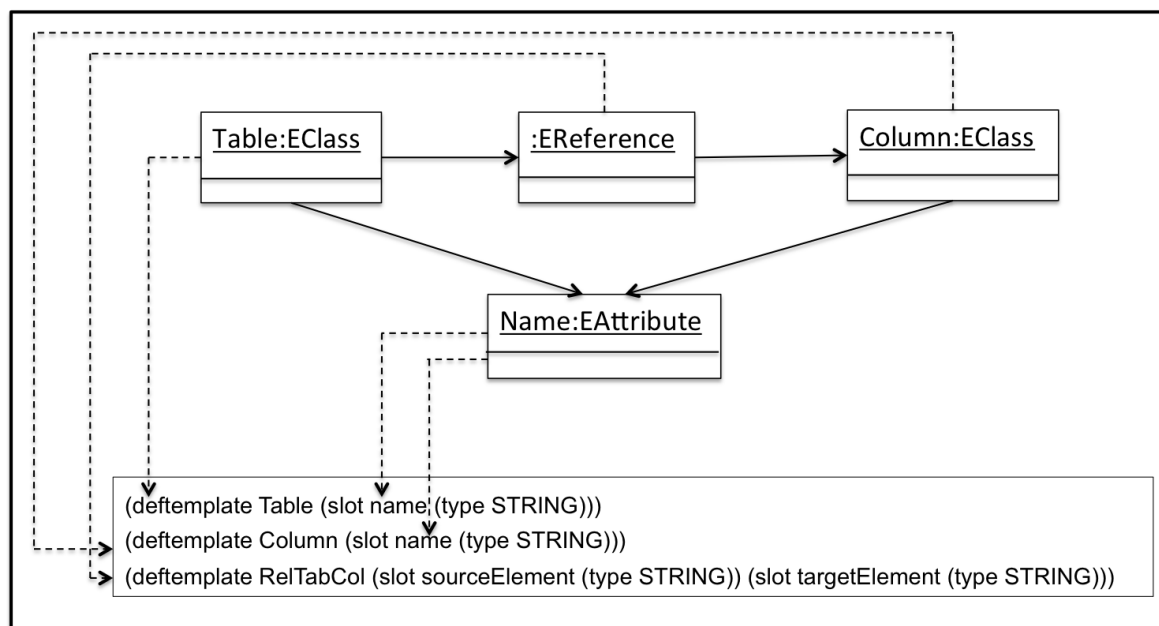 Table:EClass
:EReference
Column:EClass
Name:EAttribute
(deftemplate Table (slot name (type STRING)))
(deftemplate Column (slot name (type STRING)))
(deftemplate RelTabCol (slot sourceElement (type STRING)) (slot targetElement (type STRING)))